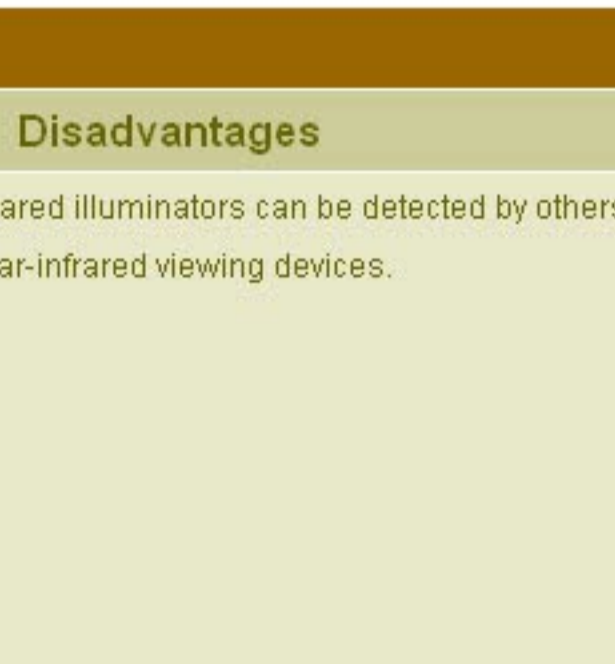 Disadvantages
ared illuminators can be detected by others
ar-infrared viewing devices.